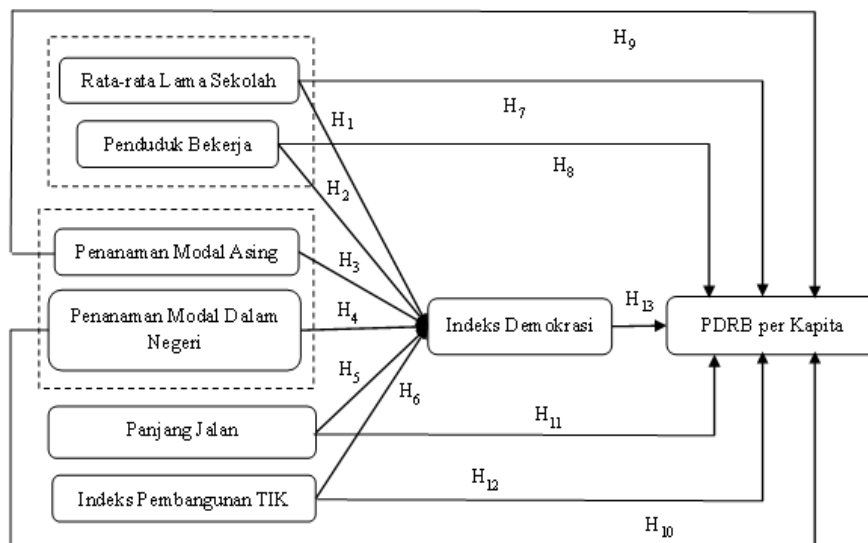 H9
Rata-rata Lama Sekolah
H1
H7
Penduduk Bekerja
H2
H8
Penanaman Modal Asing
H3
Penanaman Modal Dalam
Negeri
H4
Indeks Demokrasi
H13
PDRB per Kapita
H5
H6
Panjang Jalan
H11
Indeks Pembangunan TIK
H12
H10